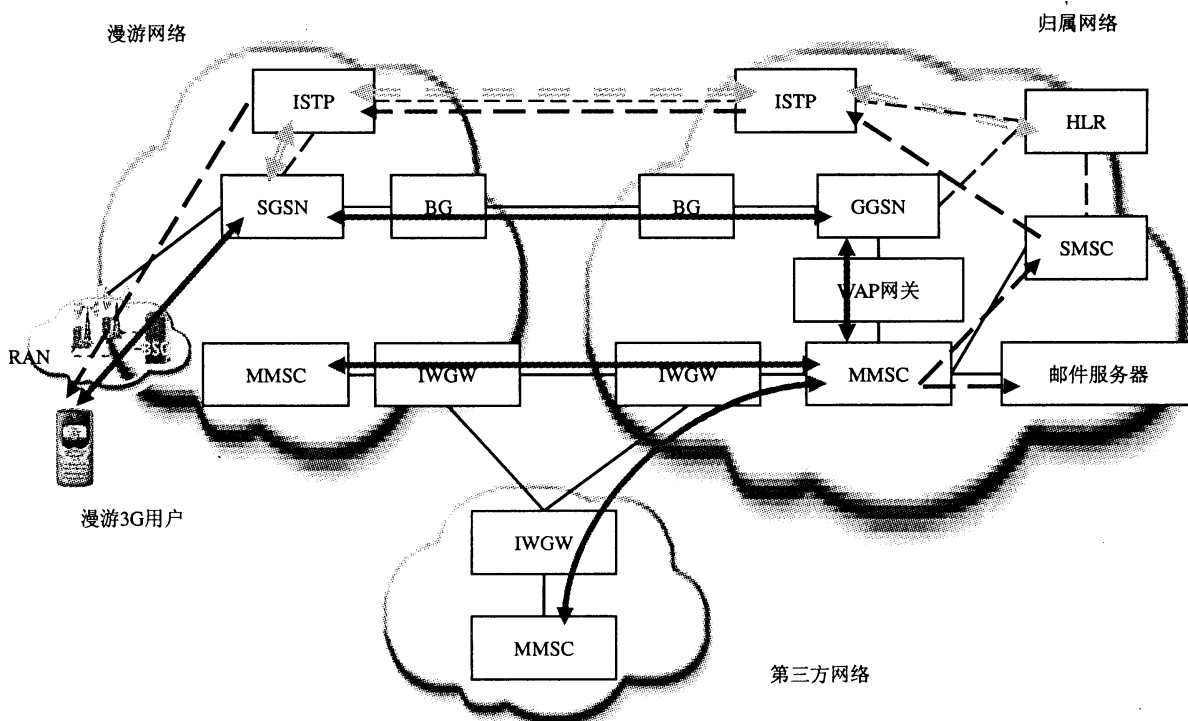 漫游网络
归属网络
ISTP
ISTP
HLR
SGSN
BG
BG
GGSN
SMSC
WAP网关
RAN
BSC
MMSC
IWGW
IWGW
MMSC
邮件服务器
漫游3G用户
IWGW
MMSC
第三方网络